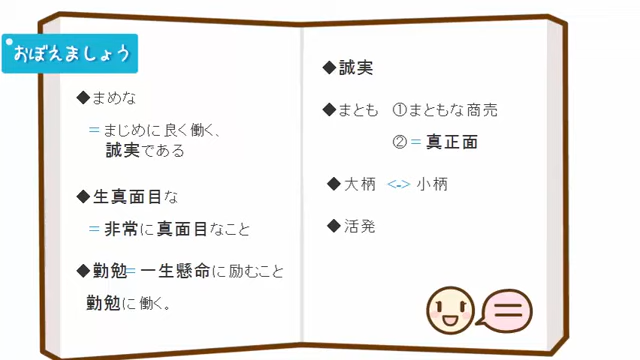 おぼえましょう
◆まめな
＝まじめに良く働く、
誠実である
◆生真面目な
＝非常に真面目なこと
◆勤勉＝一生懸命に励むこと
勤勉に働く。
◆誠実
◆まとも ①まともな商売
②＝真正面
◆大柄 <-> 小柄
◆活発